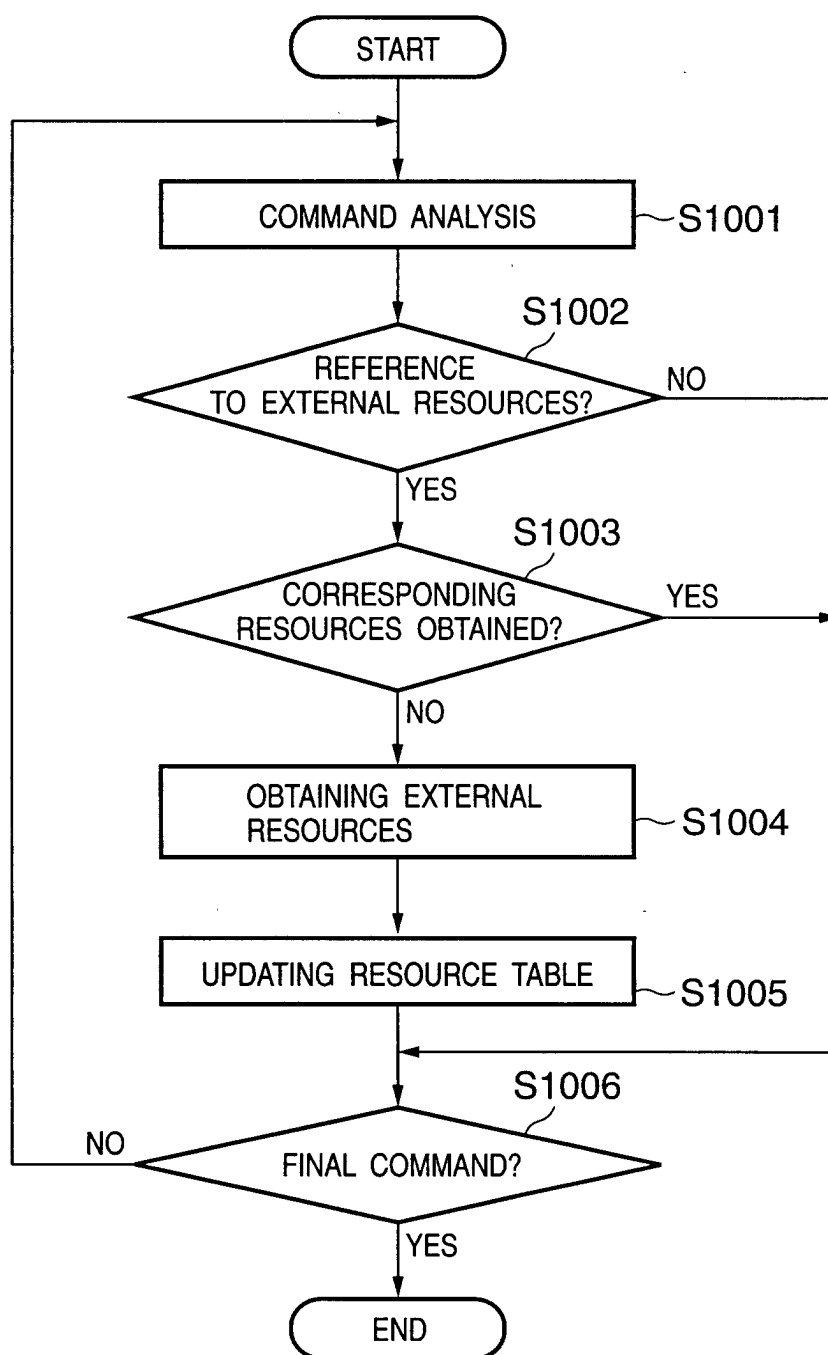 START
COMMAND ANALYSIS
S1001
S1002
REFERENCE
TO EXTERNAL RESOURCES?
NO
YES
S1003
CORRESPONDING
RESOURCES OBTAINED?
YES
NO
OBTAINING EXTERNAL
RESOURCES
S1004
UPDATING RESOURCE TABLE
S1005
S1006
NO
FINAL COMMAND?
YES
END